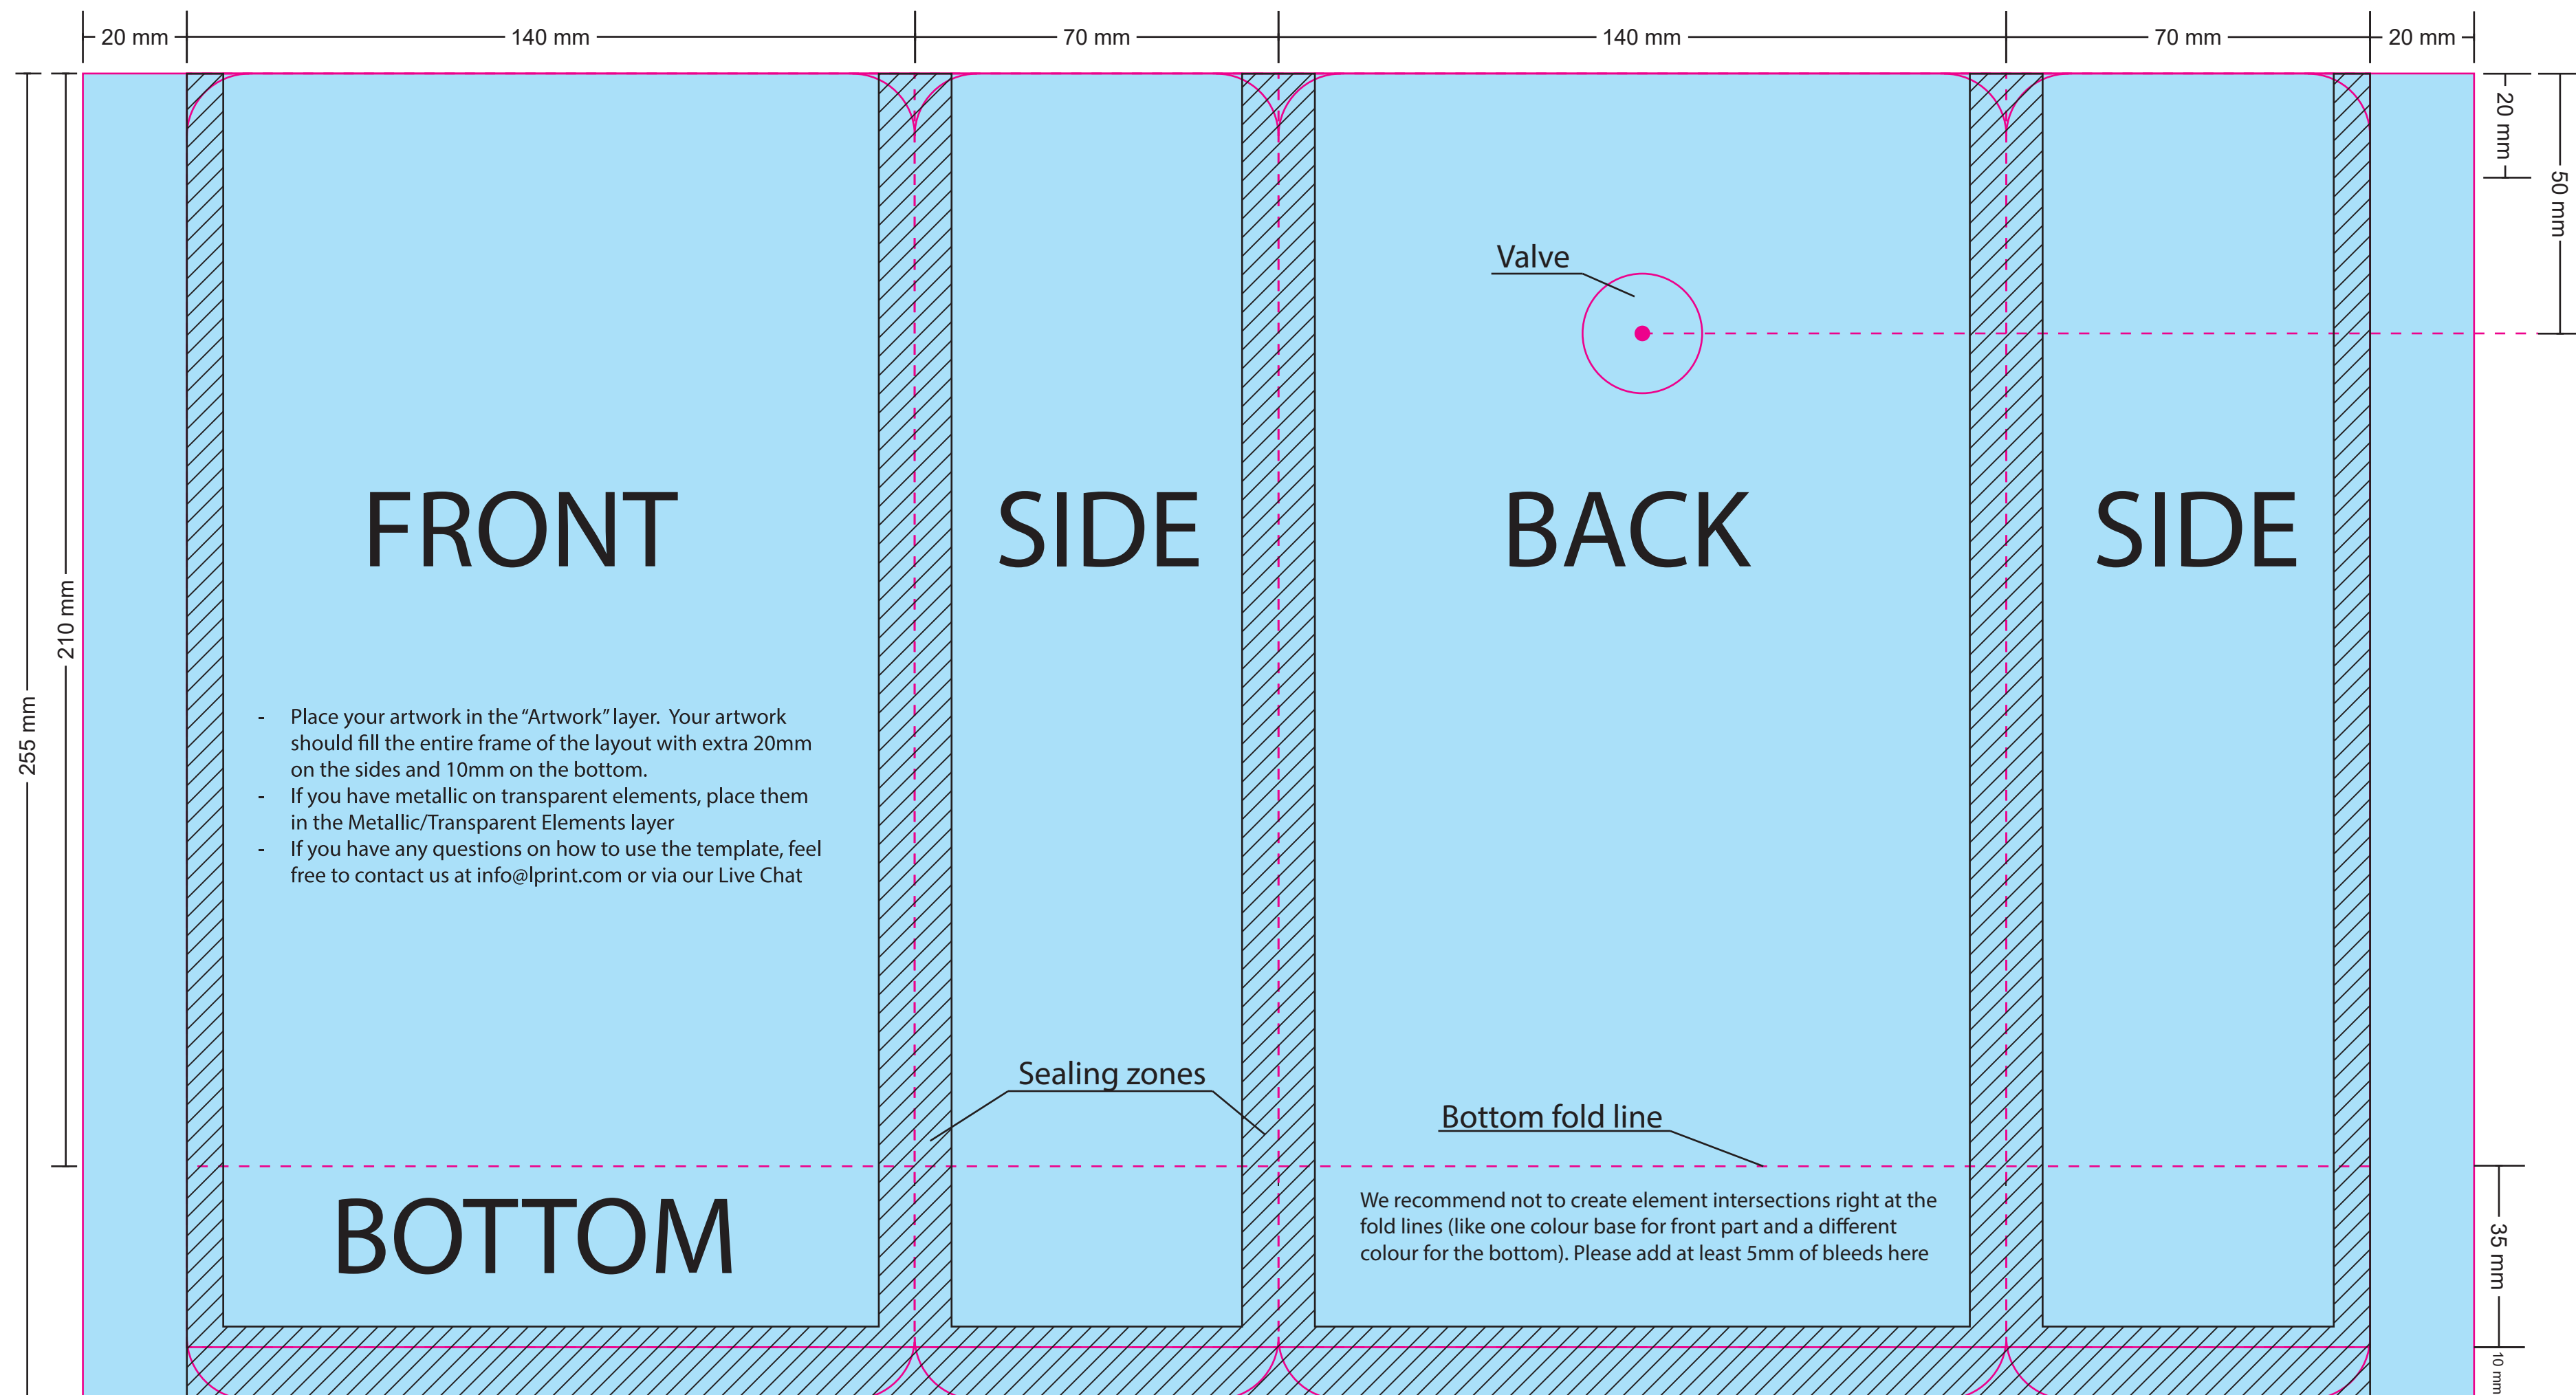 20 mm
140 mm
70 mm
140 mm
70 mm
20 mm
20 mm
50 mm
Valve
FRONT
SIDE
BACK
SIDE
210 mm
255 mm
- Place your artwork in the “Artwork” layer. Your artwork
should fill the entire frame of the layout with extra 20mm
on the sides and 10mm on the bottom.
- If you have metallic on transparent elements, place them
in the Metallic/Transparent Elements layer
- If you have any questions on how to use the template, feel
free to contact us at info@lprint.com or via our Live Chat
Sealing zones
Bottom fold line
BOTTOM
We recommend not to create element intersections right at the
fold lines (like one colour base for front part and a different
colour for the bottom). Please add at least 5mm of bleeds here
35 mm
10 mm